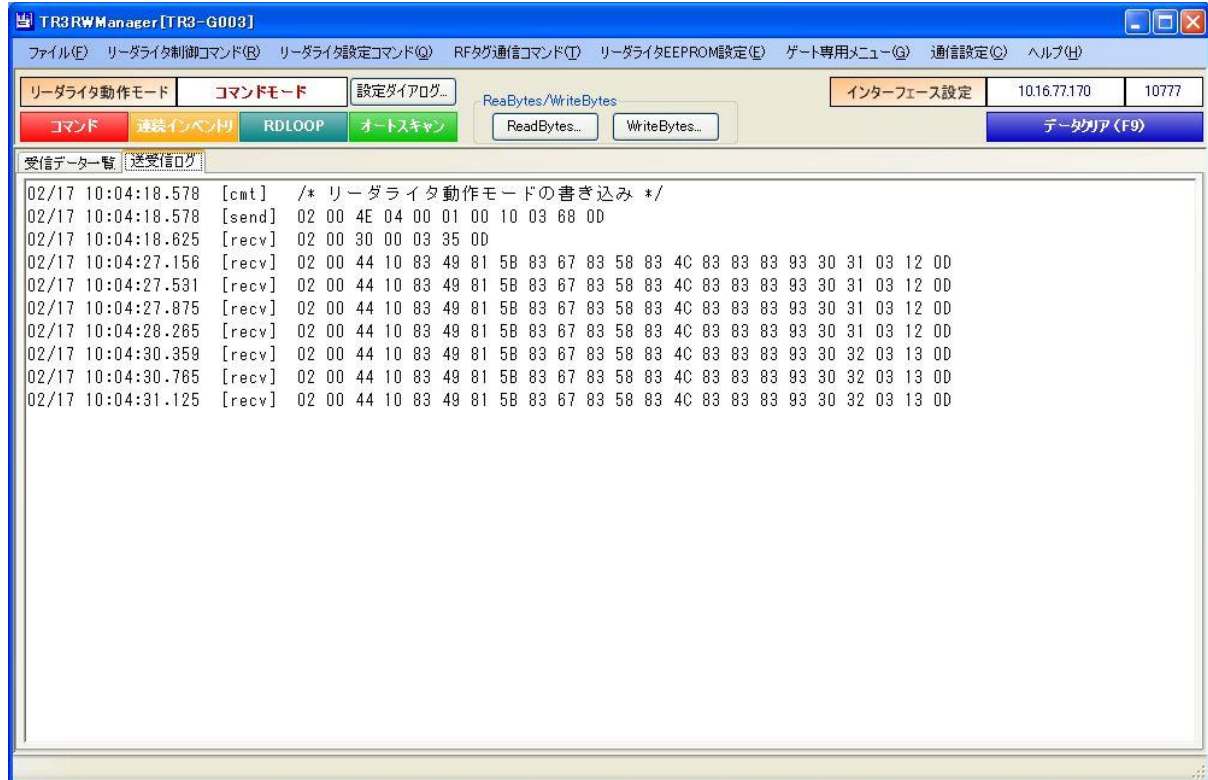 TR3RWManager[TR3-G003]
ファイル(F) リーダライタ制御コマンド(R) リーダライタ設定コマンド(Q) RFタグ通信コマンド(T) リーダライタEEPROM設定(E) ゲート専用メニュー(G) 通信設定(C) ヘルプ(H)
リーダライタ動作モード コマンドモード 設定ダイアログ... ReaBytes/WriteBytes インターフェース設定 10.16.77.170 10777
コマンド 連続インベントリ RDLOOP オートスキャン ReadBytes... WriteBytes... データクリア(F9)
受信データ一覧 送受信ログ
02/17 10:04:18.578 [cmt] /* リーダライタ動作モードの書き込み */
02/17 10:04:18.578 [send] 02 00 4E 04 00 01 00 10 03 68 0D
02/17 10:04:18.625 [recv] 02 00 30 00 03 35 0D
02/17 10:04:27.156 [recv] 02 00 44 10 83 49 81 5B 83 67 83 58 83 4C 83 83 83 93 30 31 03 12 0D
02/17 10:04:27.531 [recv] 02 00 44 10 83 49 81 5B 83 67 83 58 83 4C 83 83 83 93 30 31 03 12 0D
02/17 10:04:27.875 [recv] 02 00 44 10 83 49 81 5B 83 67 83 58 83 4C 83 83 83 93 30 31 03 12 0D
02/17 10:04:28.265 [recv] 02 00 44 10 83 49 81 5B 83 67 83 58 83 4C 83 83 83 93 30 31 03 12 0D
02/17 10:04:30.359 [recv] 02 00 44 10 83 49 81 5B 83 67 83 58 83 4C 83 83 83 93 30 32 03 13 0D
02/17 10:04:30.765 [recv] 02 00 44 10 83 49 81 5B 83 67 83 58 83 4C 83 83 83 93 30 32 03 13 0D
02/17 10:04:31.125 [recv] 02 00 44 10 83 49 81 5B 83 67 83 58 83 4C 83 83 83 93 30 32 03 13 0D